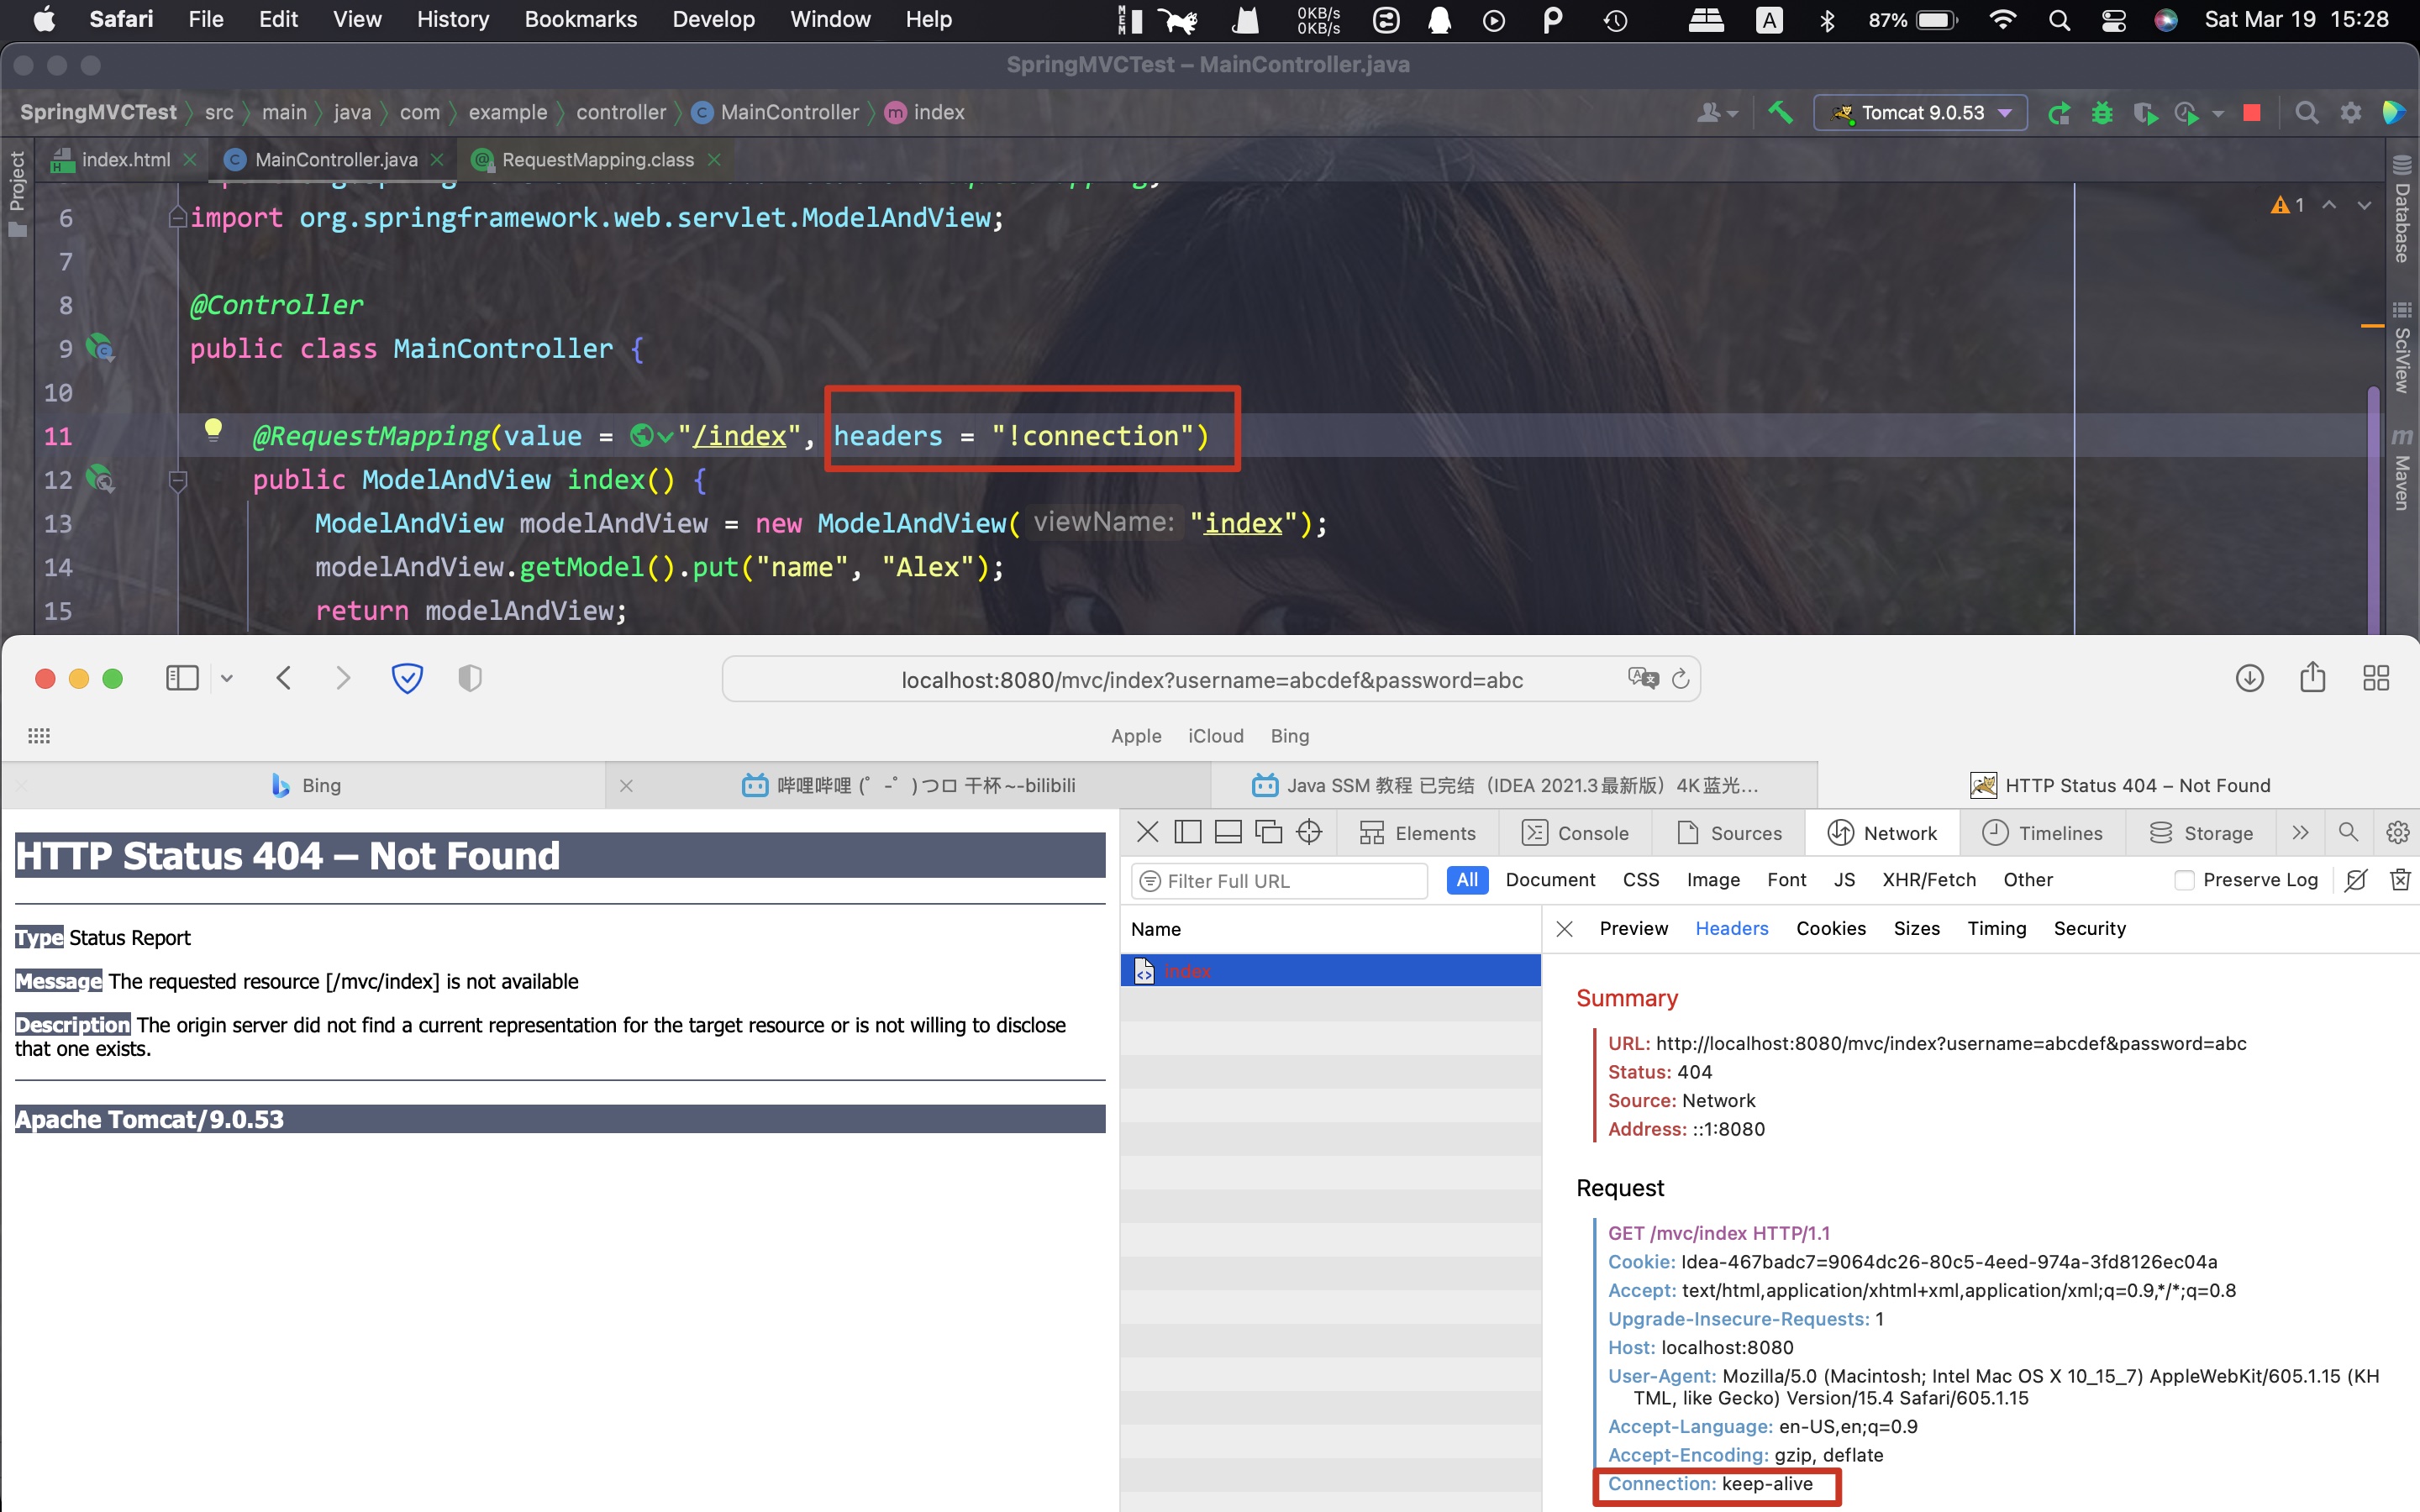 Safari File Edit View History Bookmarks Develop Window Help MEM 0KB/s 0KB/s A 87% Sat Mar 19 15:28
SpringMVCTest – MainController.java
SpringMVCTest src main java com example controller C MainController m index Tomcat 9.0.53
index.html MainController.java RequestMapping.class
Project
1
Database
SciView
Maven
6 import org.springframework.web.servlet.ModelAndView;
7
8 @Controller
9 public class MainController {
10
11 @RequestMapping(value = "/index", headers = "!connection")
12 public ModelAndView index() {
13 ModelAndView modelAndView = new ModelAndView( viewName: "index");
14 modelAndView.getModel().put("name", "Alex");
15 return modelAndView;
localhost:8080/mvc/index?username=abcdef&password=abc
Apple iCloud Bing
Bing
哔哩哔哩 (゜-゜)つロ 干杯~-bilibili
Java SSM 教程 已完结（IDEA 2021.3最新版）4K蓝光...
HTTP Status 404 – Not Found
HTTP Status 404 – Not Found
Type Status Report
Message The requested resource [/mvc/index] is not available
Description The origin server did not find a current representation for the target resource or is not willing to disclose
that one exists.
Apache Tomcat/9.0.53
Elements Console Sources Network Timelines Storage
Filter Full URL All Document CSS Image Font JS XHR/Fetch Other Preserve Log
Name
index
Preview Headers Cookies Sizes Timing Security
Summary
URL: http://localhost:8080/mvc/index?username=abcdef&password=abc
Status: 404
Source: Network
Address: ::1:8080
Request
GET /mvc/index HTTP/1.1
Cookie: Idea-467badc7=9064dc26-80c5-4eed-974a-3fd8126ec04a
Accept: text/html,application/xhtml+xml,application/xml;q=0.9,*/*;q=0.8
Upgrade-Insecure-Requests: 1
Host: localhost:8080
User-Agent: Mozilla/5.0 (Macintosh; Intel Mac OS X 10_15_7) AppleWebKit/605.1.15 (KH
TML, like Gecko) Version/15.4 Safari/605.1.15
Accept-Language: en-US,en;q=0.9
Accept-Encoding: gzip, deflate
Connection: keep-alive